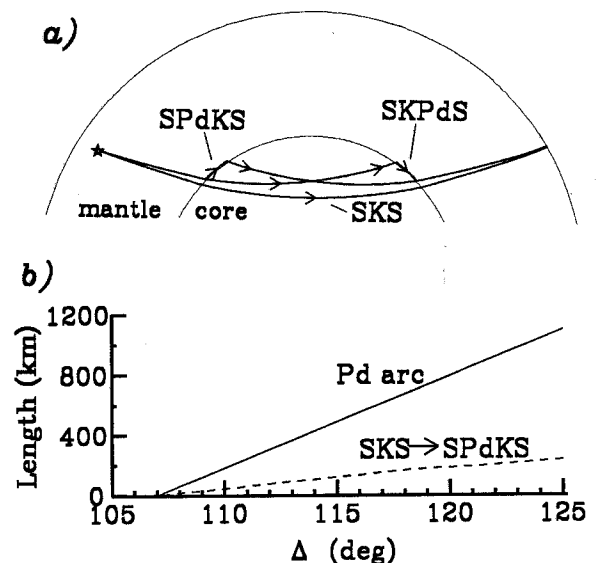 a)
SPdKS
SKPdS
mantle core
SKS
b)
1200
800
400
0
Length (km)
Pd arc
SKS→SPdKS
105 110 115 120 125
Δ (deg)